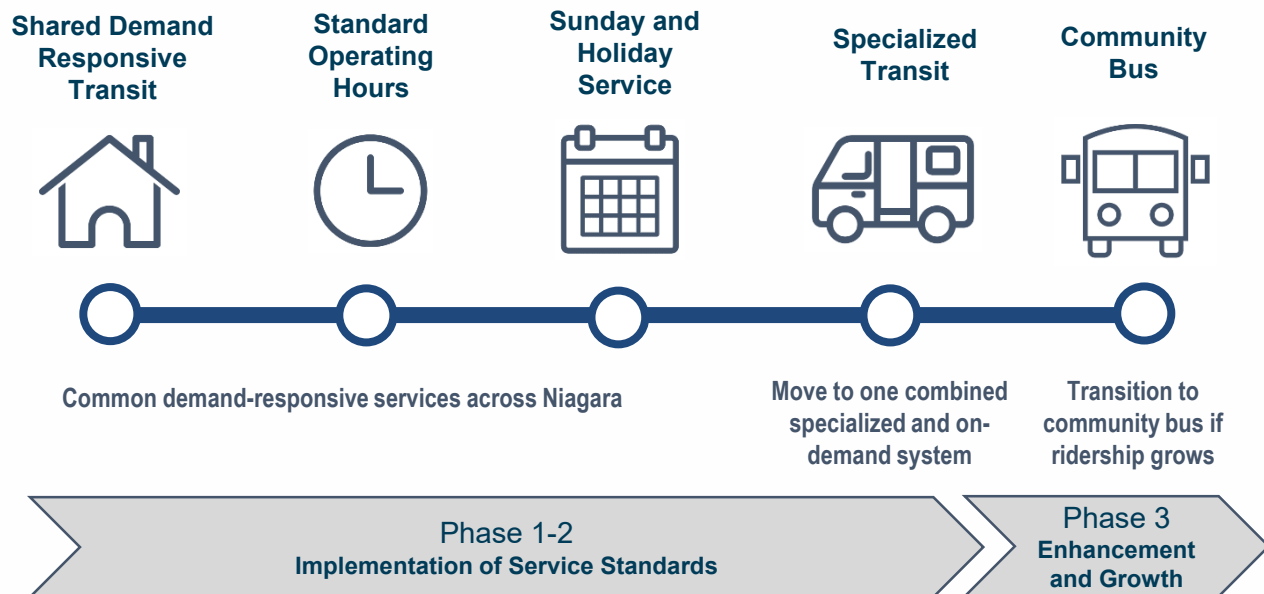 Shared Demand
Responsive
Transit
Standard
Operating
Hours
Sunday and
Holiday
Service
Specialized
Transit
Community
Bus
Common demand-responsive services across Niagara
Move to one combined
specialized and on-
demand system
Transition to
community bus if
ridership grows
Phase 1-2
Implementation of Service Standards
Phase 3
Enhancement
and Growth